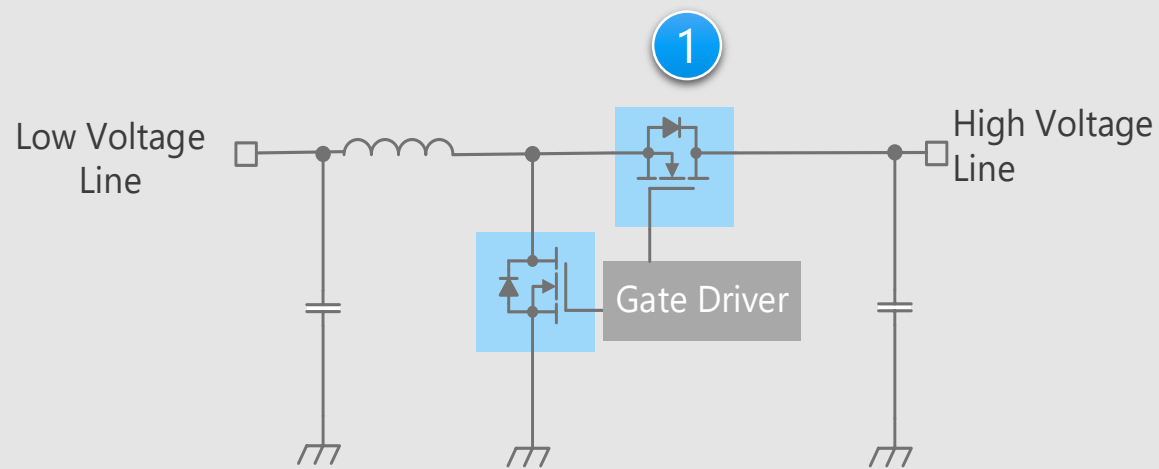 1
Low Voltage
Line
High Voltage
Line
Gate Driver